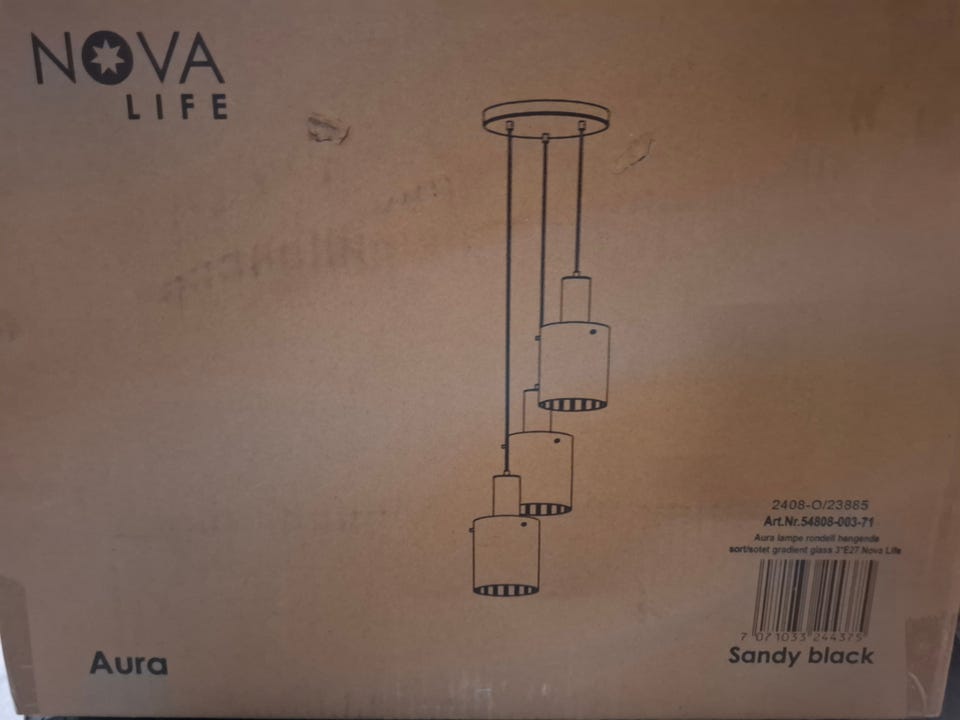 NOVA
LIFE
2408-O/23885
Art.Nr.54808-003-71
Aura lampe rondell hengende
sort/sotet gradient glass 3*E27 Nova Life
7 071033 244375
Sandy black
Aura